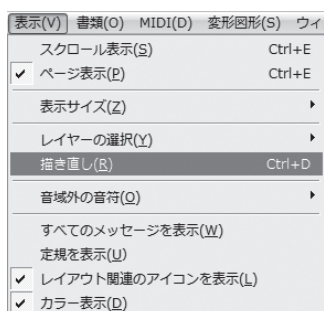 表示(V) 書類(O) MIDI(D) 変形図形(S) ウィ
スクロール表示(S) Ctrl+E
ページ表示(P) Ctrl+E
表示サイズ(Z)
レイヤーの選択(Y)
描き直し(R) Ctrl+D
音域外の音符(O)
すべてのメッセージを表示(W)
定規を表示(U)
レイアウト関連のアイコンを表示(L)
カラー表示(D)